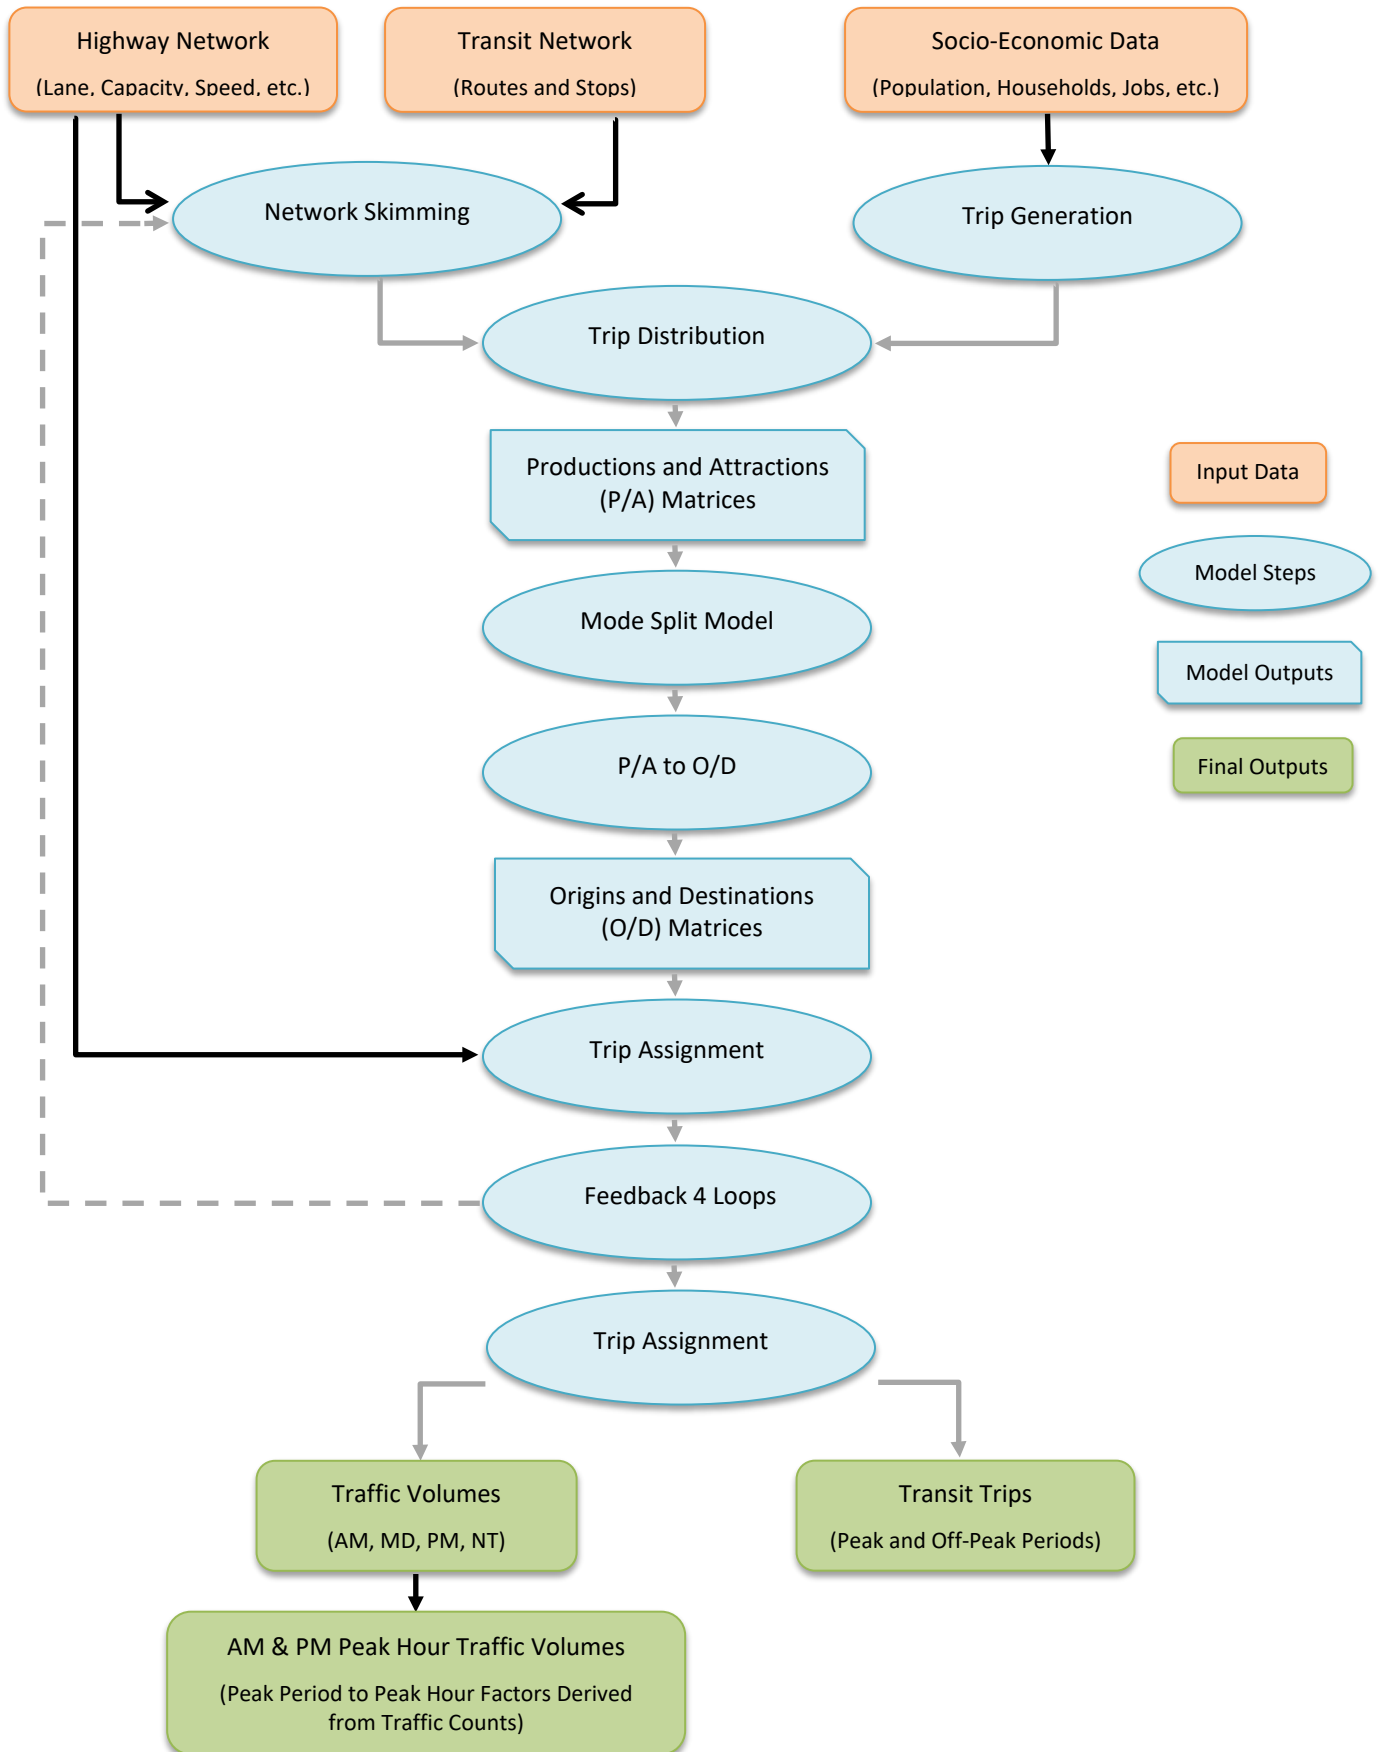 Highway Network
(Lane, Capacity, Speed, etc.)
Transit Network
(Routes and Stops)
Socio-Economic Data
(Population, Households, Jobs, etc.)
Network Skimming
Trip Generation
Trip Distribution
Productions and Attractions
(P/A) Matrices
Input Data
Mode Split Model
Model Steps
Model Outputs
P/A to O/D
Final Outputs
Origins and Destinations
(O/D) Matrices
Trip Assignment
Feedback 4 Loops
Trip Assignment
Traffic Volumes
(AM, MD, PM, NT)
Transit Trips
(Peak and Off-Peak Periods)
AM & PM Peak Hour Traffic Volumes
(Peak Period to Peak Hour Factors Derived
from Traffic Counts)